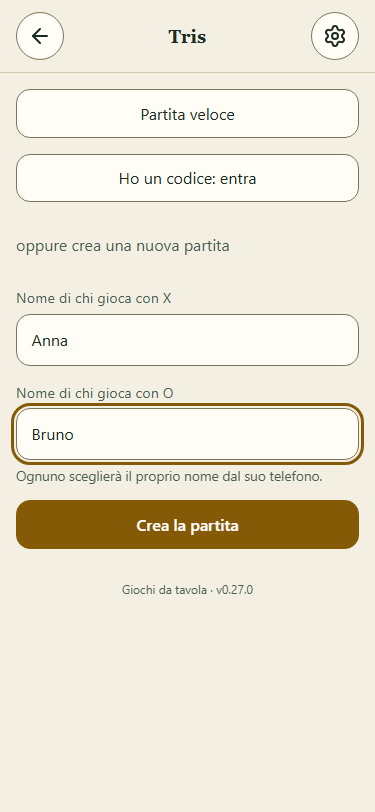 Tris
Partita veloce
Ho un codice: entra
oppure crea una nuova partita
Nome di chi gioca con X
Anna
Nome di chi gioca con O
Bruno
Ognuno sceglierà il proprio nome dal suo telefono.
Crea la partita
Giochi da tavola · v0.27.0